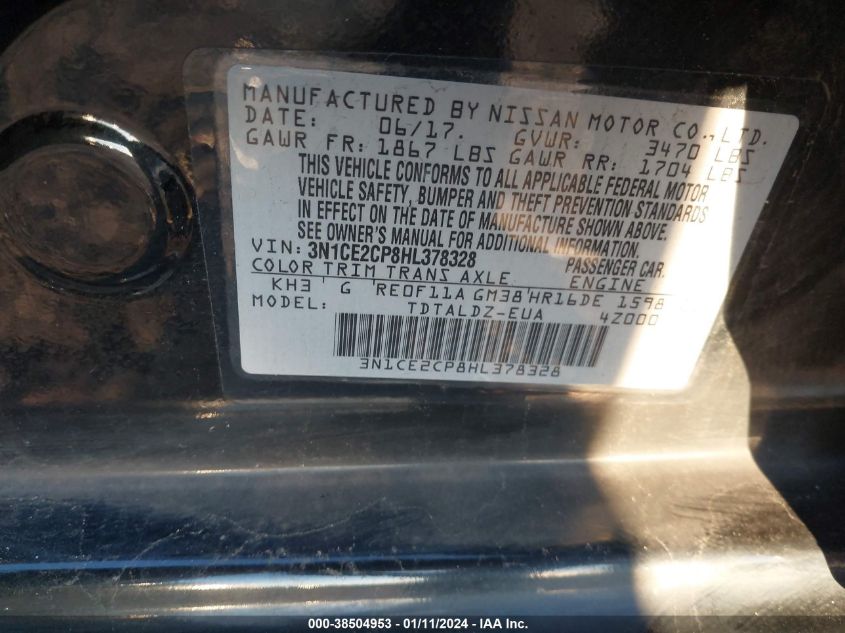 MANUFACTURED BY NISSAN MOTOR CO., LTD.
DATE: 06/17. GVWR: 3470 LBS
GAWR FR: 1867 LBS GAWR RR: 1704 LBS
THIS VEHICLE CONFORMS TO ALL APPLICABLE FEDERAL MOTOR
VEHICLE SAFETY, BUMPER AND THEFT PREVENTION STANDARDS
IN EFFECT ON THE DATE OF MANUFACTURE SHOWN ABOVE.
SEE OWNER'S MANUAL FOR MORE INFORMATION.
VIN: 3N1CE2CP8HL378328 PASSENGER CAR.
COLOR TRIM TRANS AXLE ENGINE
KH3 G RE0F11A GM38 HR16DE 1598
MODEL: TDTALDZ-EUA 4Z000
3N1CE2CP8HL378328
000-38504953 - 01/11/2024 - IAA Inc.